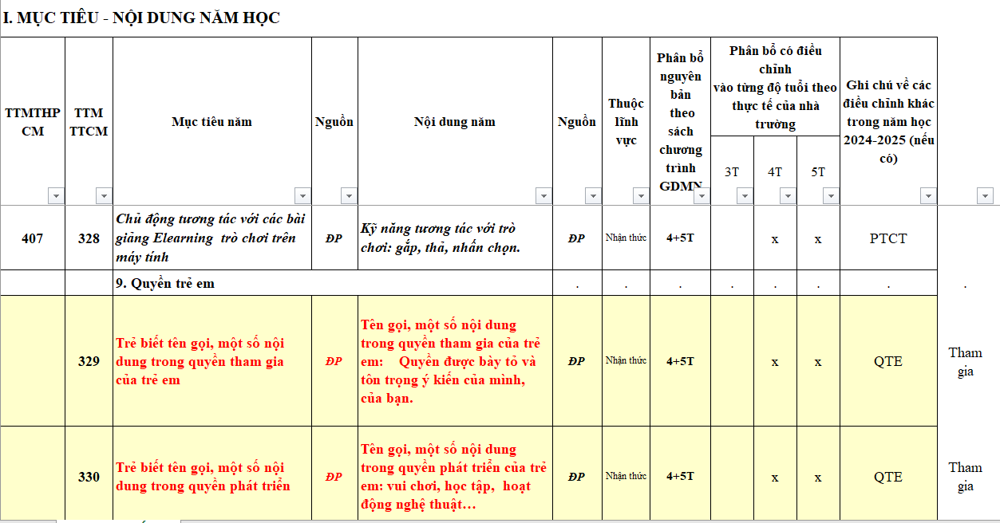 I. MỤC TIÊU - NỘI DUNG NĂM HỌC
TTMTHP
CM
TTM
TTCM
Mục tiêu năm
Nguồn
Nội dung năm
Nguồn
Thuộc
lĩnh
vực
Phân bổ
nguyên
bản
theo
sách
chương
trình
GDMN
Phân bổ có điều
chỉnh
vào từng độ tuổi theo
thực tế của nhà
trường
3T
4T
5T
Ghi chú về các
điều chỉnh khác
trong năm học
2024-2025 (nếu
có)
407
328
Chủ động tương tác với các bài
giảng Elearning  trò chơi trên
máy tính
ĐP
Kỹ năng tương tác với trò
chơi: gắp, thả, nhấn chọn.
ĐP
Nhận thức
4+5T
x
x
PTCT
9. Quyền trẻ em
. . . . . . . .
329
Trẻ biết tên gọi, một số nội
dung trong quyền tham gia
của trẻ em
ĐP
Tên gọi, một số nội dung
trong quyền tham gia của trẻ
em:    Quyền được bày tỏ và
tôn trọng ý kiến của mình,
của bạn.
ĐP
Nhận thức
4+5T
x
x
QTE
Tham
gia
330
Trẻ biết tên gọi, một số nội
dung trong quyền phát triển
ĐP
Tên gọi, một số nội dung
trong quyền phát triển của trẻ
em: vui chơi, học tập,  hoạt
động nghệ thuật…
ĐP
Nhận thức
4+5T
x
x
QTE
Tham
gia